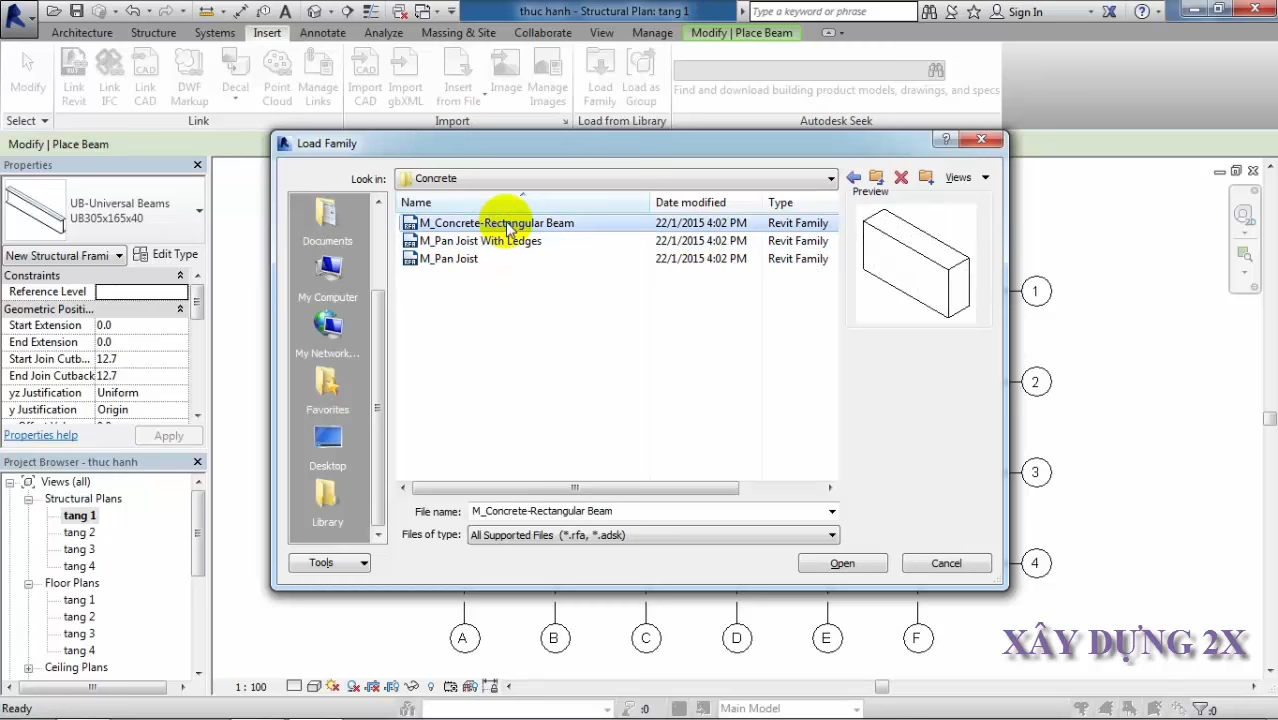 thuc hanh - Structural Plan: tang 1
Type a keyword or phrase
Sign In
Architecture Structure Systems Insert Annotate Analyze Massing & Site Collaborate View Manage Modify | Place Beam
Modify
Link Revit
Link IFC
Link CAD
DWF Markup
Decal
Point Cloud
Manage Links
Import CAD
Import gbXML
Insert from File
Image
Manage Images
Load Family
Load as Group
Find and download building product models, drawings, and specs
Select Link Import Load from Library Autodesk Seek
Modify | Place Beam
Properties
UB-Universal Beams
UB305x165x40
New Structural Frami Edit Type
Constraints
Reference Level
Geometric Positi...
Start Extension 0.0
End Extension 0.0
Start Join Cutb... 12.7
End Join Cutback 12.7
yz Justification Uniform
y Justification Origin
Properties help Apply
Project Browser - thuc hanh
Views (all)
Structural Plans
tang 1
tang 2
tang 3
tang 4
Floor Plans
tang 1
tang 2
tang 3
tang 4
Ceiling Plans
Load Family
Look in: Concrete
Views
Preview
Name Date modified Type
M_Concrete-Rectangular Beam 22/1/2015 4:02 PM Revit Family
M_Pan Joist With Ledges 22/1/2015 4:02 PM Revit Family
M_Pan Joist 22/1/2015 4:02 PM Revit Family
Documents
My Computer
My Network...
Favorites
Desktop
Library
File name: M_Concrete-Rectangular Beam
Files of type: All Supported Files (*.rfa, *.adsk)
Tools Open Cancel
1
2
3
4
A B C D E F
XÂY DỰNG 2X
1 : 100
Ready
:0
Main Model
:0